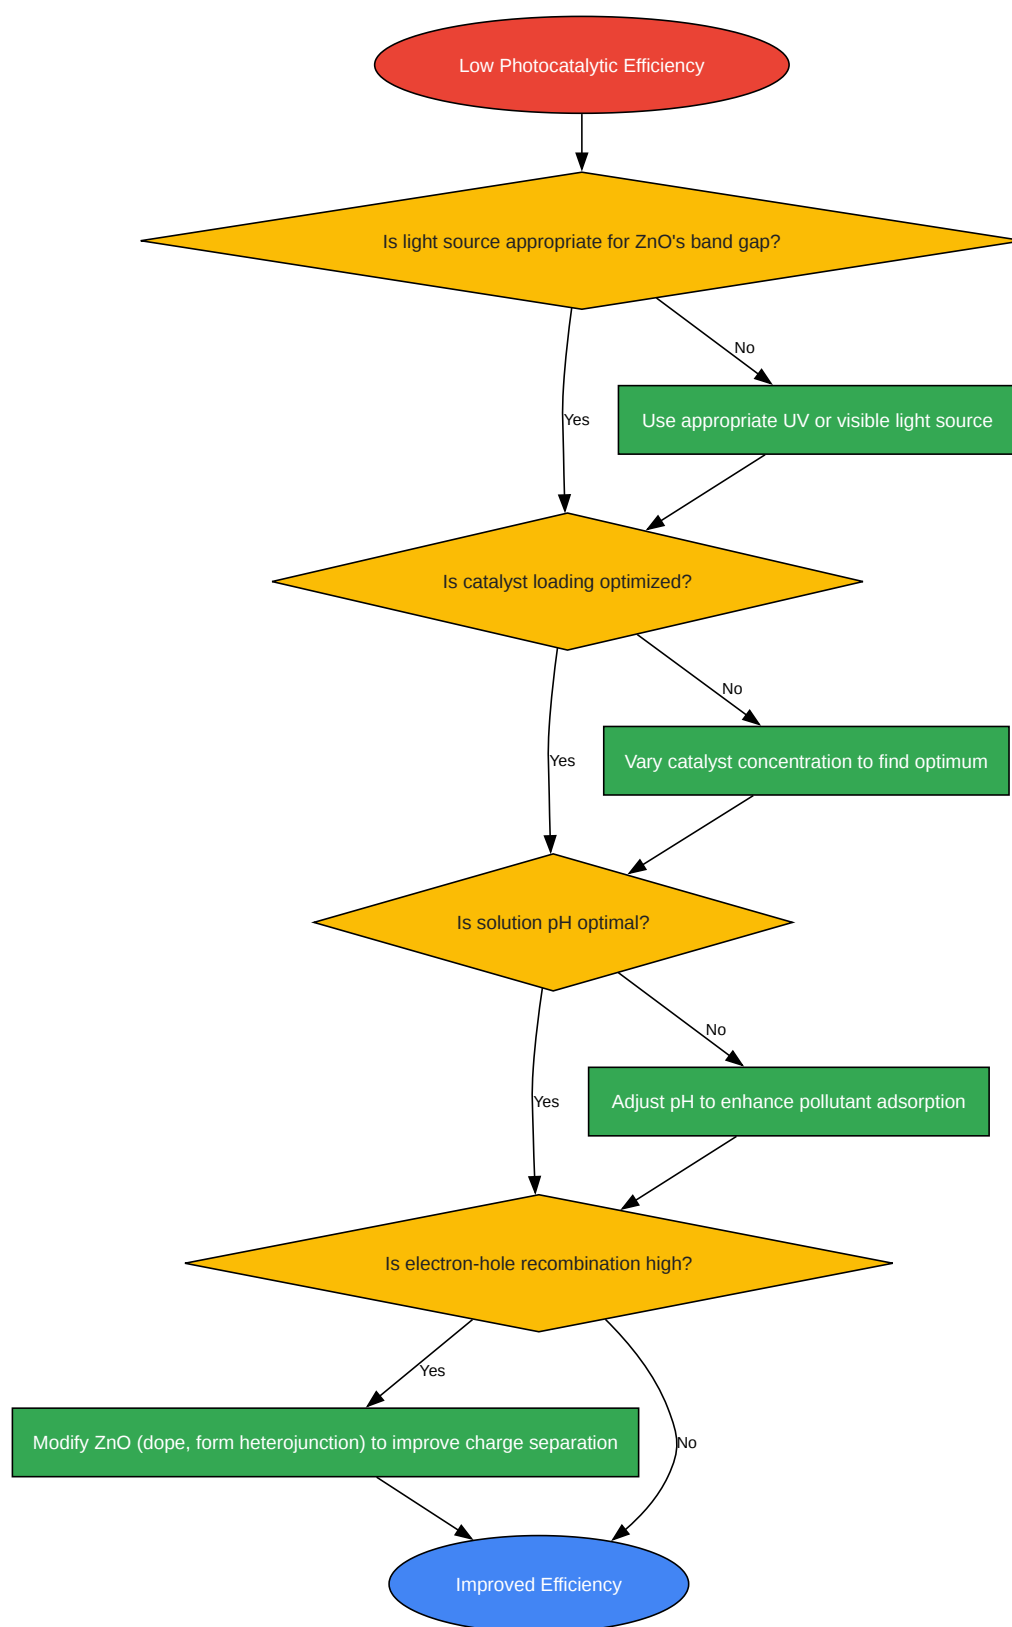 Low Photocatalytic Efficiency
Is light source appropriate for ZnO's band gap?
No
Yes
Use appropriate UV or visible light source
Is catalyst loading optimized?
No
Yes
Vary catalyst concentration to find optimum
Is solution pH optimal?
No
Yes
Adjust pH to enhance pollutant adsorption
Is electron-hole recombination high?
Yes
Modify ZnO (dope, form heterojunction) to improve charge separation
No
Improved Efficiency